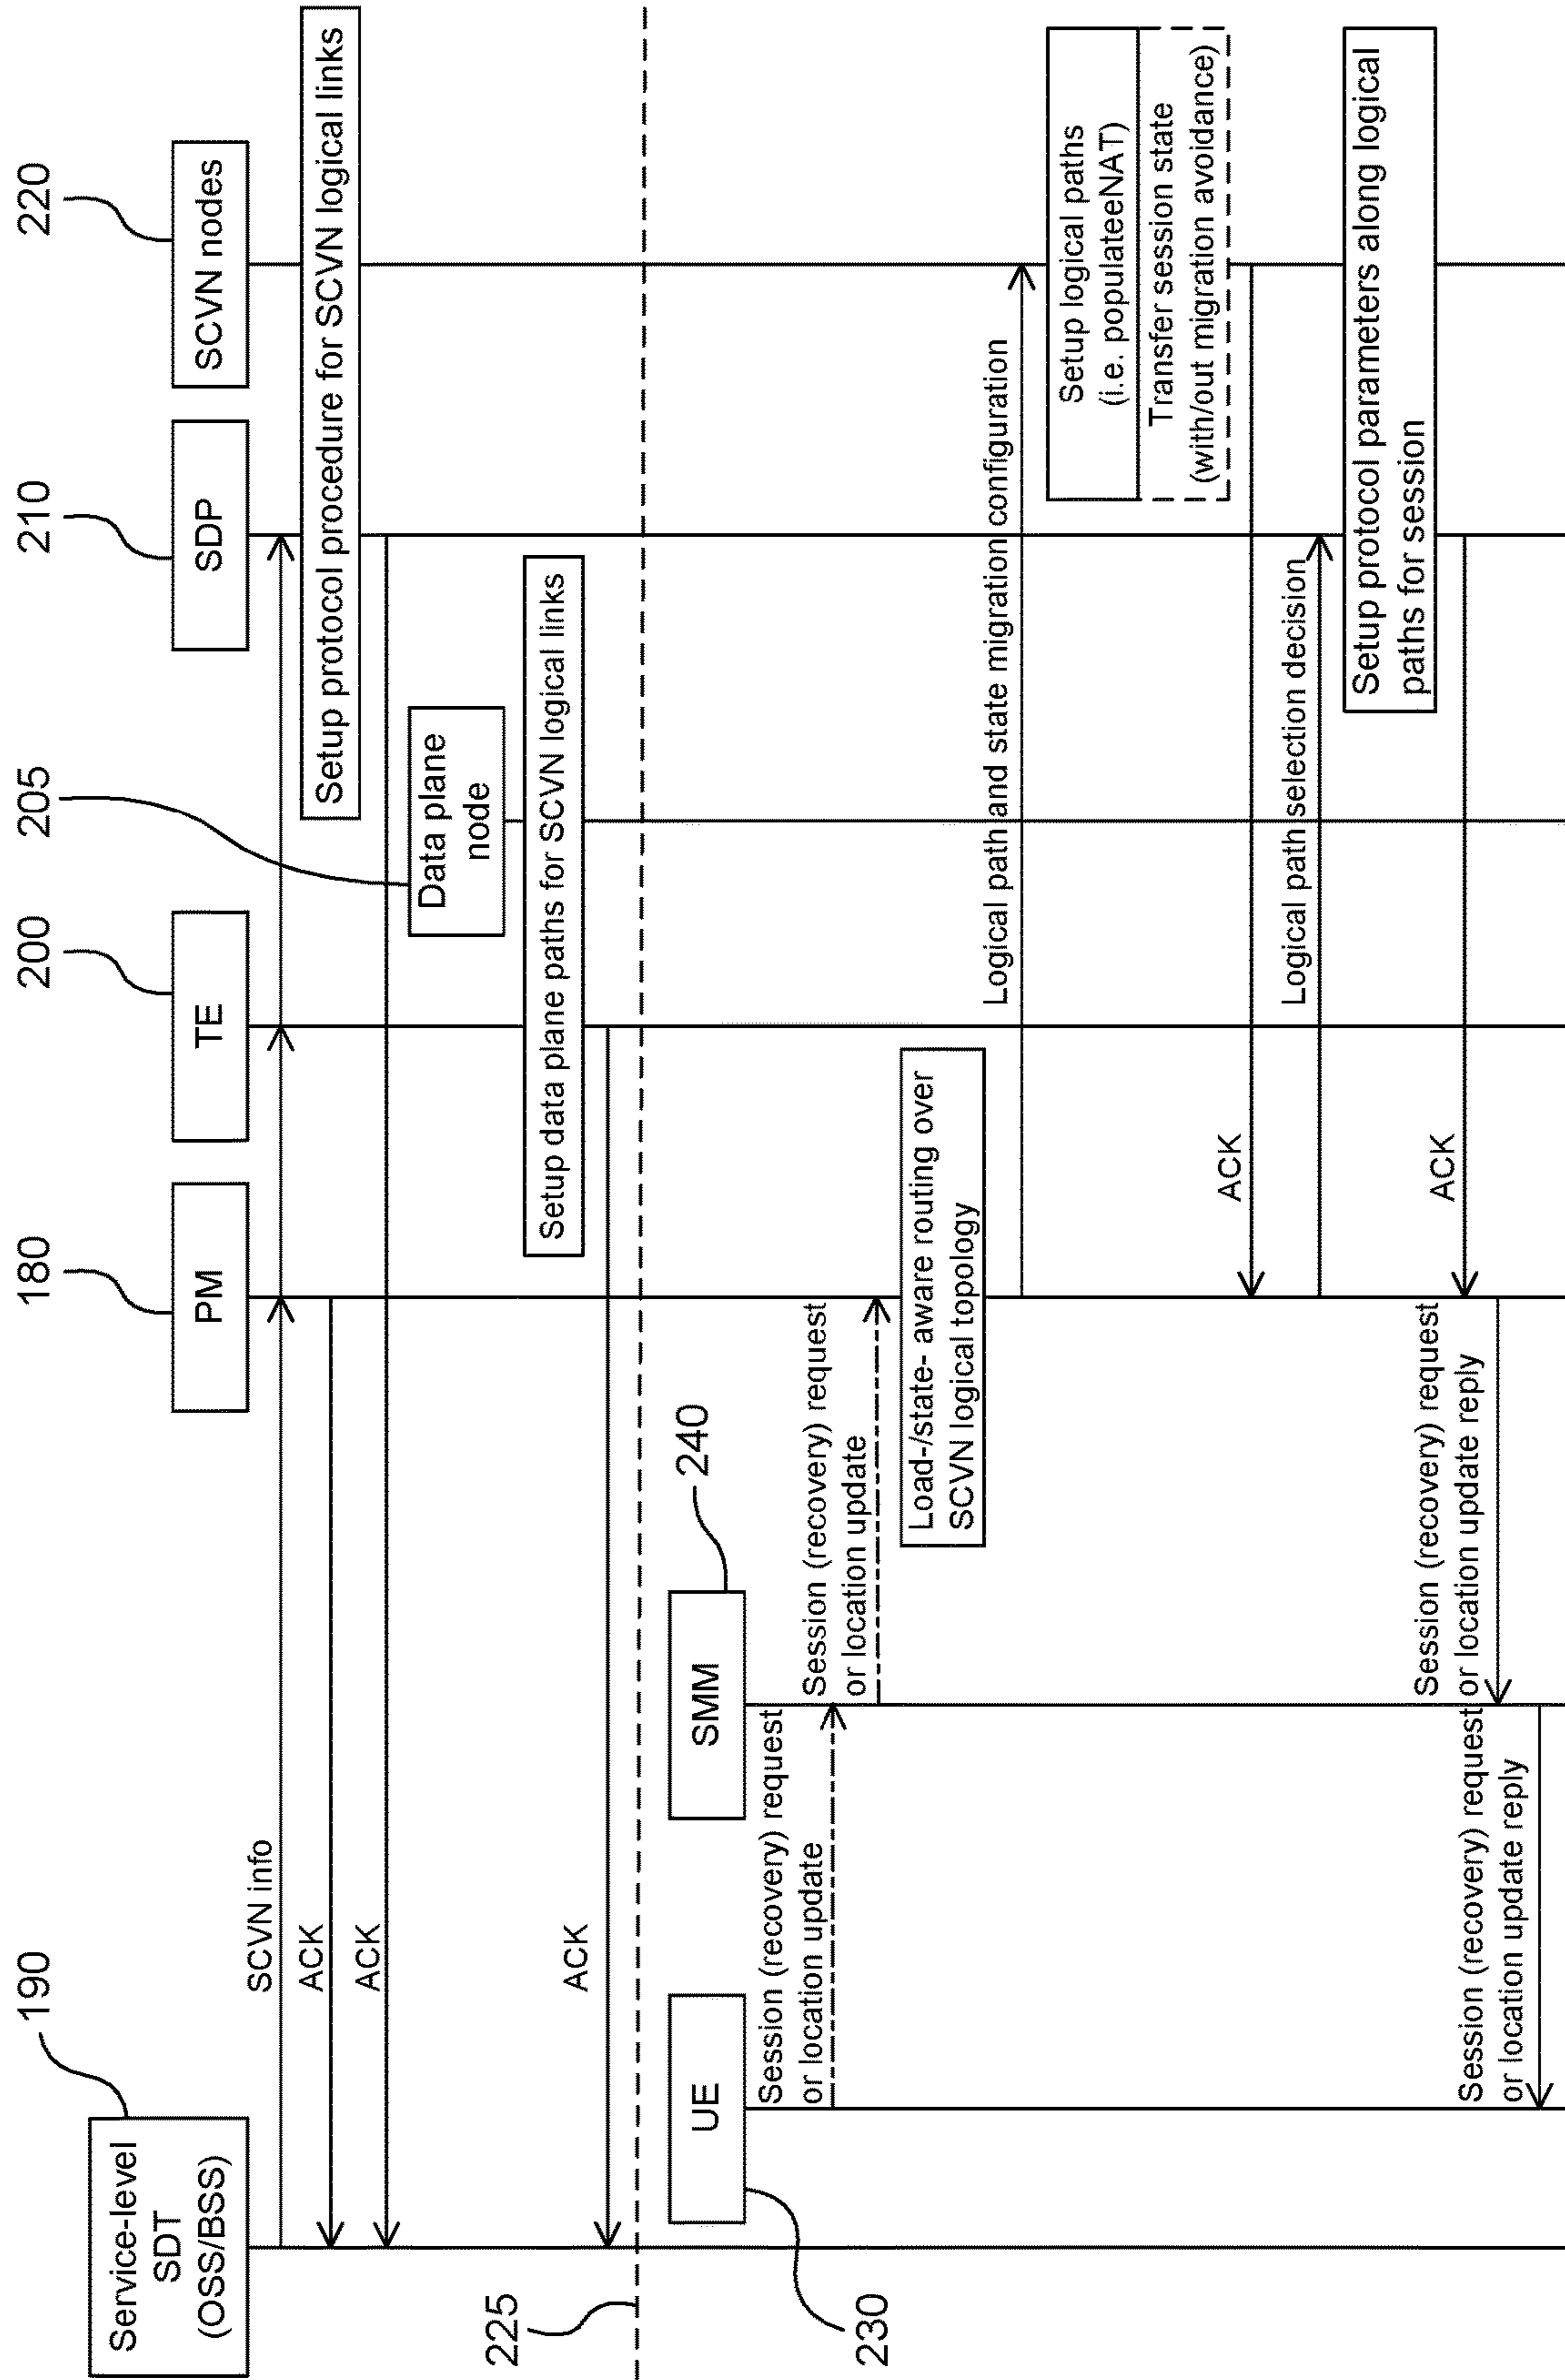 190
Service-level
SDT
(OSS/BSS)
180
PM
200
TE
205
Data plane
node
210
SDP
220
SCVN nodes
SCVN info
ACK
Setup protocol procedure for SCVN logical links
ACK
Setup data plane paths for SCVN logical links
ACK
225
UE
230
SMM
240
Session (recovery) request
or location update
Session (recovery) request
or location update
Load-/state- aware routing over
SCVN logical topology
Logical path and state migration configuration
Setup logical paths
(i.e. populateeNAT)
Transfer session state
(with/out migration avoidance)
ACK
Logical path selection decision
Setup protocol parameters along logical
paths for session
ACK
Session (recovery) request
or location update reply
Session (recovery) request
or location update reply